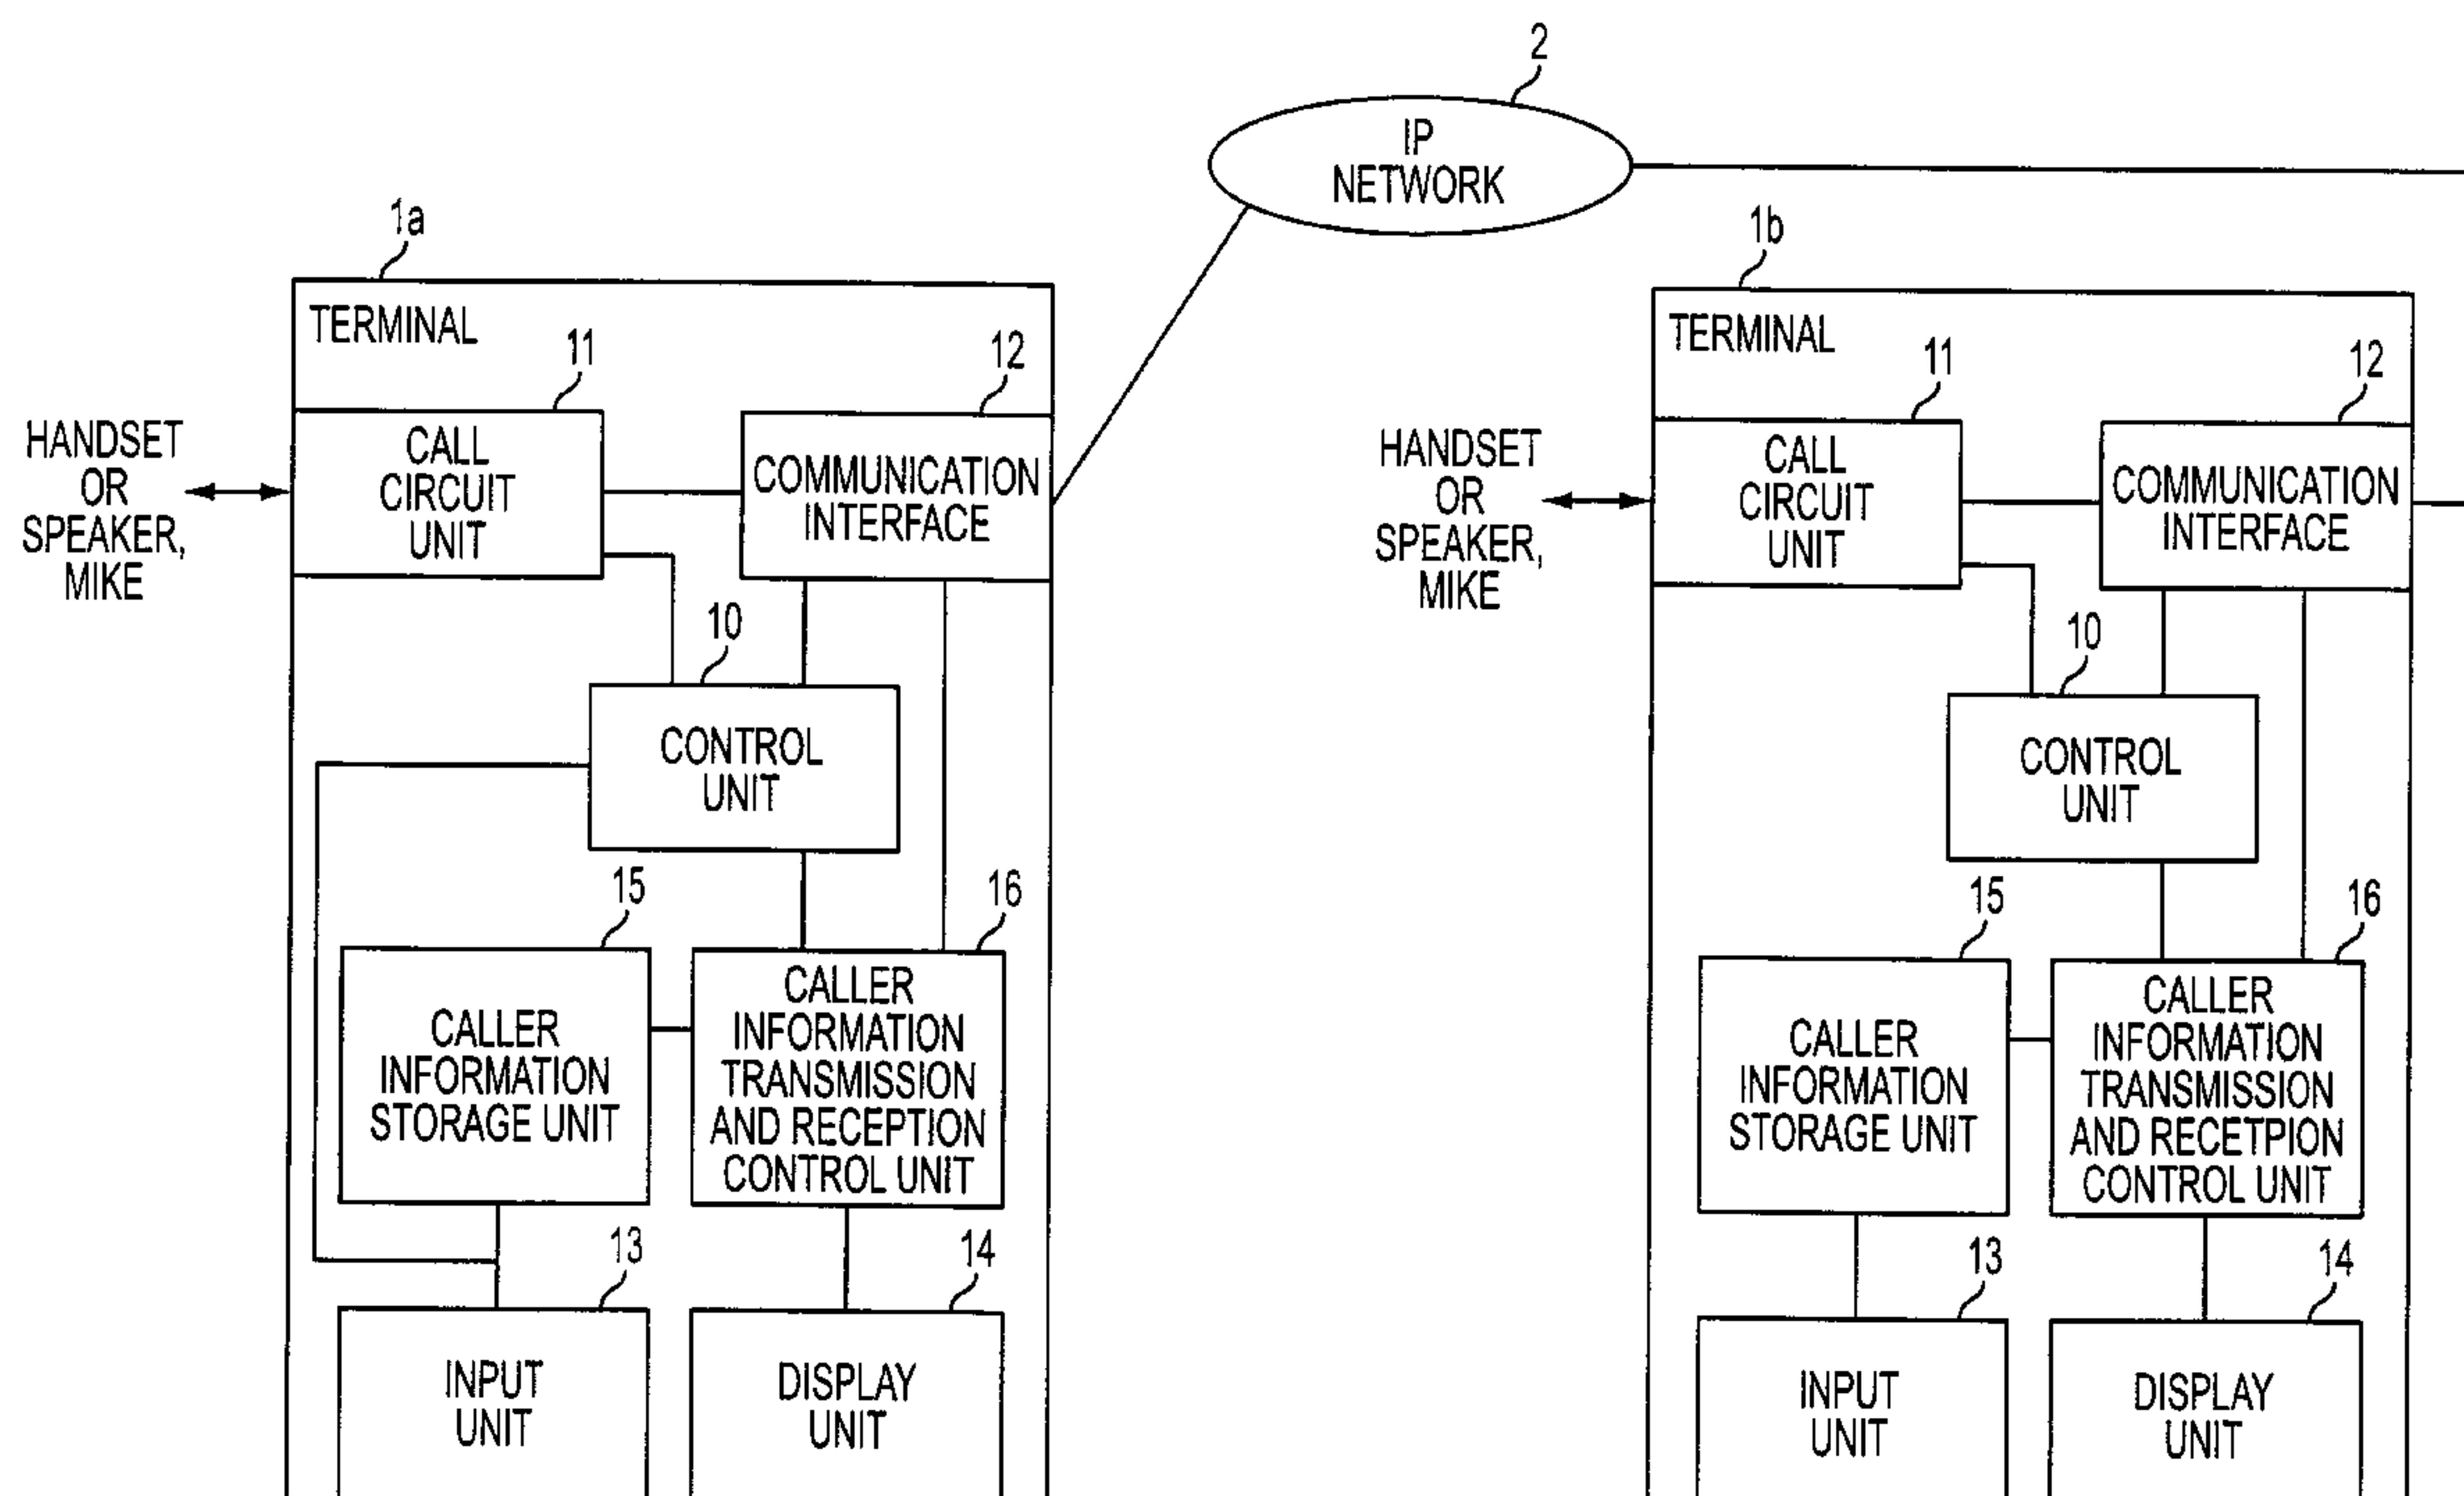 2
IP
NETWORK
1a
TERMINAL
11
12
HANDSET
OR
SPEAKER,
MIKE
CALL
CIRCUIT
UNIT
COMMUNICATION
INTERFACE
10
CONTROL
UNIT
15
16
CALLER
INFORMATION
STORAGE UNIT
CALLER
INFORMATION
TRANSMISSION
AND RECEPTION
CONTROL UNIT
13
14
INPUT
UNIT
DISPLAY
UNIT
1b
TERMINAL
11
12
HANDSET
OR
SPEAKER,
MIKE
CALL
CIRCUIT
UNIT
COMMUNICATION
INTERFACE
10
CONTROL
UNIT
15
16
CALLER
INFORMATION
STORAGE UNIT
CALLER
INFORMATION
TRANSMISSION
AND RECETPION
CONTROL UNIT
13
14
INPUT
UNIT
DISPLAY
UNIT